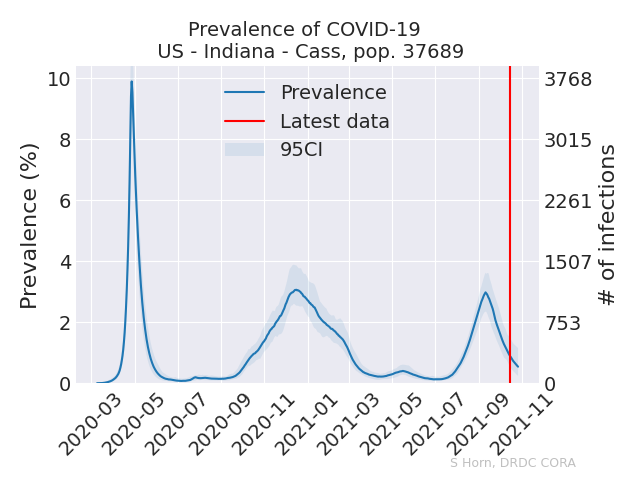 Prevalence of COVID-19
US - Indiana - Cass, pop. 37689
Prevalence
Latest data
95CI
Prevalence (%)
10
8
6
4
2
0
# of infections
3768
3015
2261
1507
753
0
2020-03
2020-05
2020-07
2020-09
2020-11
2021-01
2021-03
2021-05
2021-07
2021-09
2021-11
S Horn, DRDC CORA